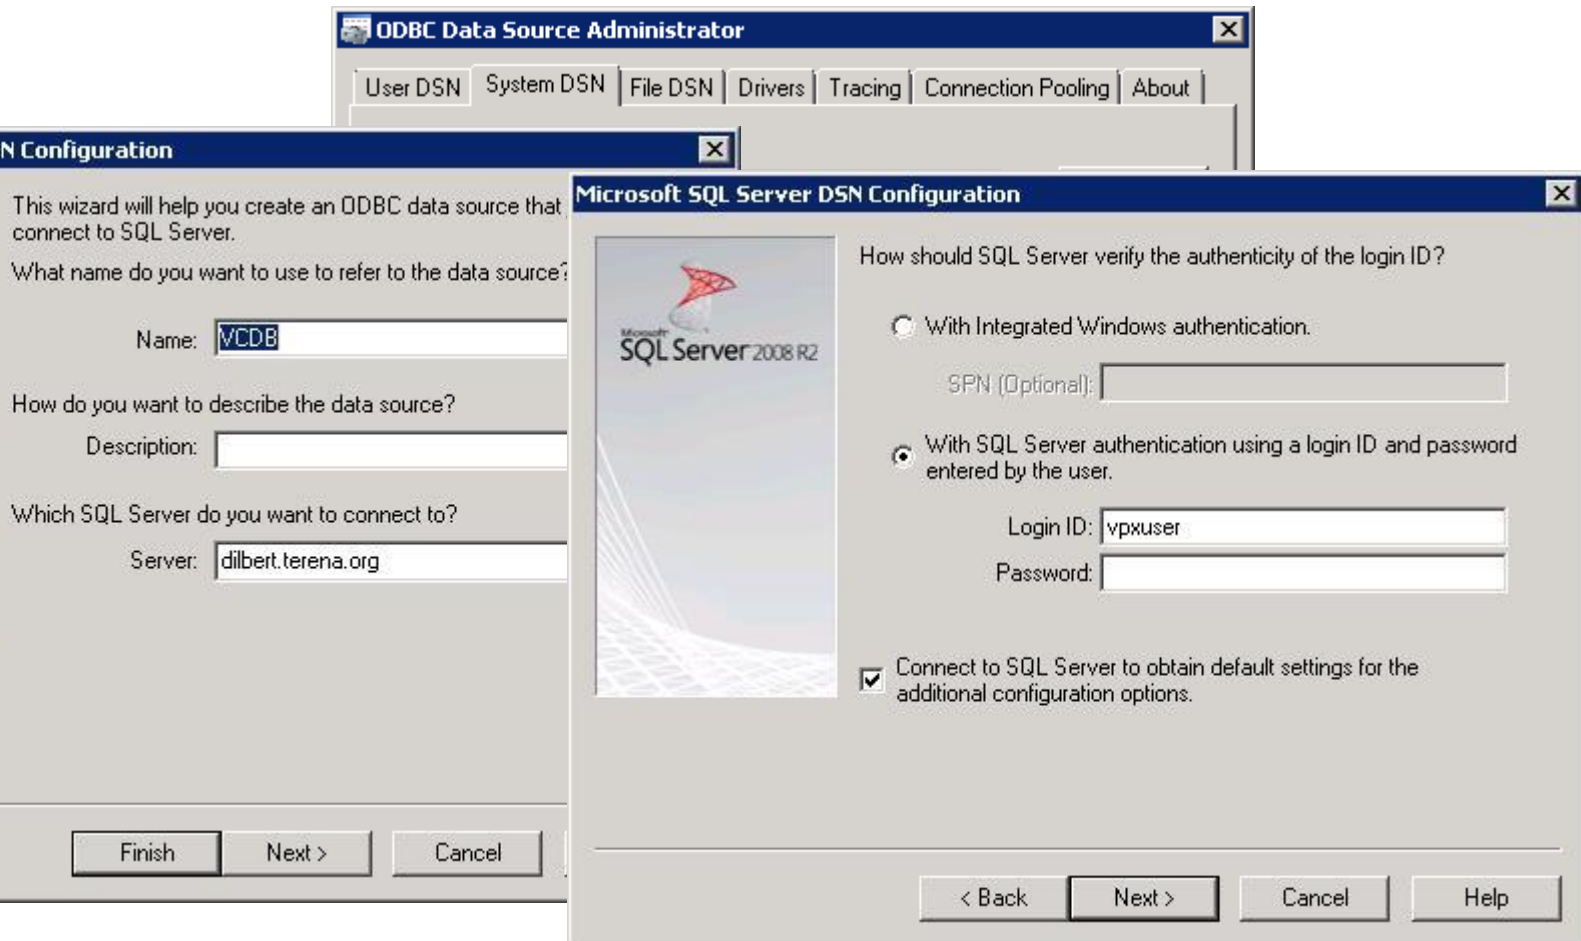 ODBC Data Source Administrator
User DSN
System DSN
File DSN
Drivers
Tracing
Connection Pooling
About
N Configuration
This wizard will help you create an ODBC data source that
connect to SQL Server.
What name do you want to use to refer to the data source?
Name:
VCDB
How do you want to describe the data source?
Description:
Which SQL Server do you want to connect to?
Server:
dilbert.terena.org
Finish
Next >
Cancel
Microsoft SQL Server DSN Configuration
Microsoft
SQL Server 2008 R2
How should SQL Server verify the authenticity of the login ID?
With Integrated Windows authentication.
SPN (Optional):
With SQL Server authentication using a login ID and password
entered by the user.
Login ID:
vpxuser
Password:
Connect to SQL Server to obtain default settings for the
additional configuration options.
< Back
Next >
Cancel
Help